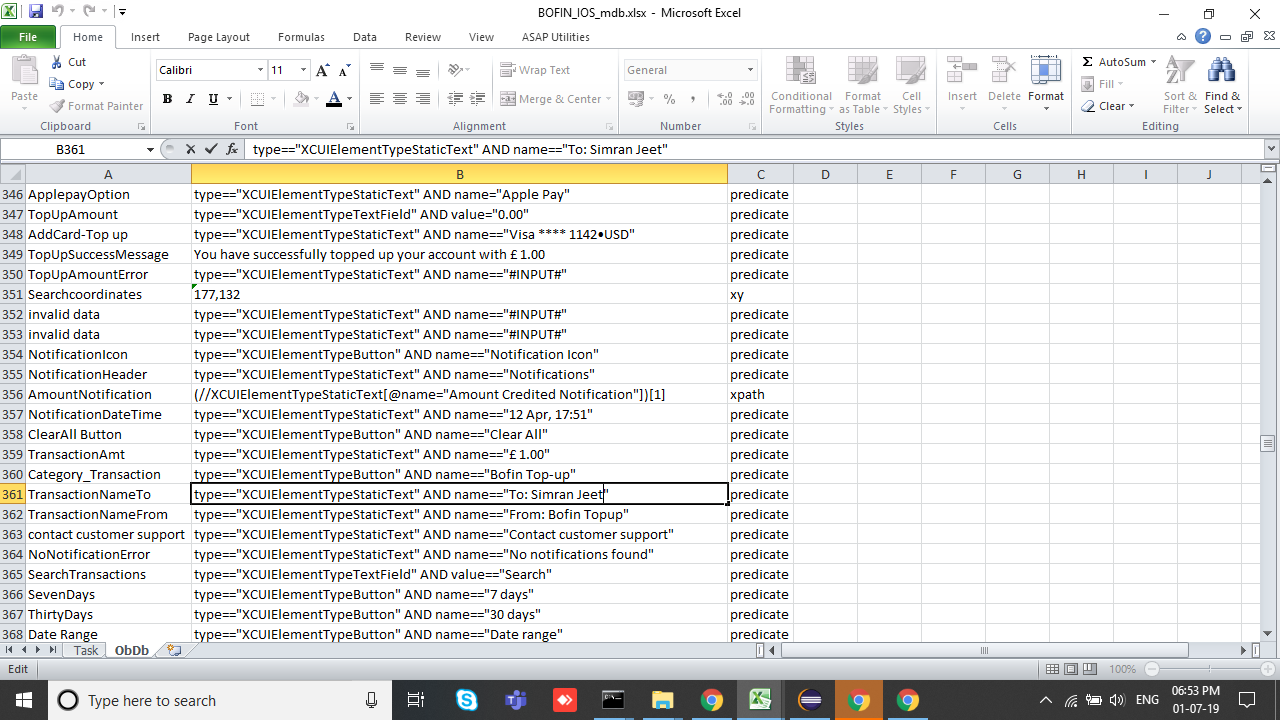 BOFIN_IOS_mdb.xlsx - Microsoft Excel
File Home Insert Page Layout Formulas Data Review View ASAP Utilities
Paste Cut Copy Format Painter Clipboard
Calibri 11 B I U A A A Font
Wrap Text Merge & Center Alignment
General % , .00 .0 Number
Conditional Formatting Format as Table Cell Styles Styles
Insert Delete Format Cells
Σ AutoSum Fill Clear Sort & Filter Find & Select Editing
B361 fx type=="XCUIElementTypeStaticText" AND name=="To: Simran Jeet"
A B C D E F G H I J
346 ApplepayOption type=="XCUIElementTypeStaticText" AND name="Apple Pay" predicate
347 TopUpAmount type=="XCUIElementTypeTextField" AND value="0.00" predicate
348 AddCard-Top up type=="XCUIElementTypeStaticText" AND name=="Visa **** 1142•USD" predicate
349 TopUpSuccessMessage You have successfully topped up your account with £ 1.00 predicate
350 TopUpAmountError type=="XCUIElementTypeStaticText" AND name=="#INPUT#" predicate
351 Searchcoordinates 177,132 xy
352 invalid data type=="XCUIElementTypeStaticText" AND name=="#INPUT#" predicate
353 invalid data type=="XCUIElementTypeStaticText" AND name=="#INPUT#" predicate
354 NotificationIcon type=="XCUIElementTypeButton" AND name=="Notification Icon" predicate
355 NotificationHeader type=="XCUIElementTypeStaticText" AND name=="Notifications" predicate
356 AmountNotification (//XCUIElementTypeStaticText[@name="Amount Credited Notification"])[1] xpath
357 NotificationDateTime type=="XCUIElementTypeStaticText" AND name=="12 Apr, 17:51" predicate
358 ClearAll Button type=="XCUIElementTypeButton" AND name=="Clear All" predicate
359 TransactionAmt type=="XCUIElementTypeStaticText" AND name=="£ 1.00" predicate
360 Category_Transaction type=="XCUIElementTypeButton" AND name=="Bofin Top-up" predicate
361 TransactionNameTo type=="XCUIElementTypeStaticText" AND name=="To: Simran Jeet" predicate
362 TransactionNameFrom type=="XCUIElementTypeStaticText" AND name=="From: Bofin Topup" predicate
363 contact customer support type=="XCUIElementTypeStaticText" AND name=="Contact customer support" predicate
364 NoNotificationError type=="XCUIElementTypeStaticText" AND name=="No notifications found" predicate
365 SearchTransactions type=="XCUIElementTypeTextField" AND value=="Search" predicate
366 SevenDays type=="XCUIElementTypeButton" AND name=="7 days" predicate
367 ThirtyDays type=="XCUIElementTypeButton" AND name=="30 days" predicate
368 Date Range type=="XCUIElementTypeButton" AND name=="Date range" predicate
Task ObDb
Edit 100%
Type here to search ENG 06:53 PM
01-07-19